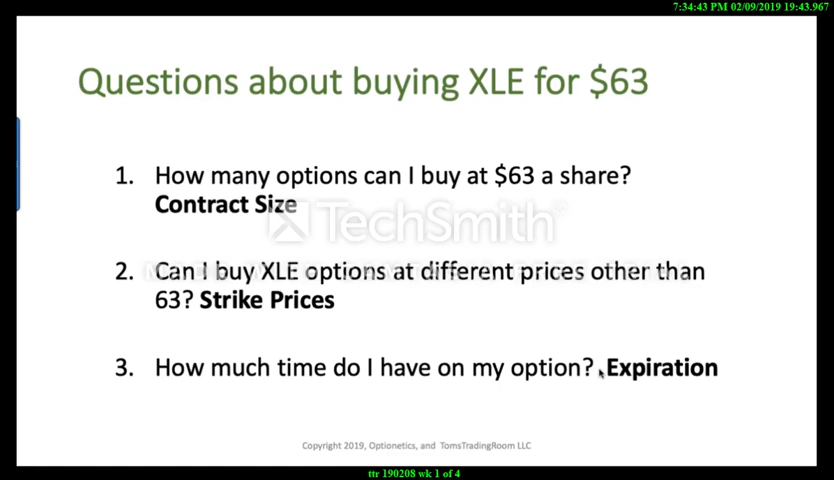 7:34:43 PM 02/09/2019 19:43.967
Questions about buying XLE for $63
1. How many options can I buy at $63 a share?
Contract Size
TechSmith
2. Can I buy XLE options at different prices other than
63? Strike Prices
3. How much time do I have on my option? Expiration
Copyright 2019, Optionetics, and TomsTradingRoom LLC
ttr 190208 wk 1 of 4